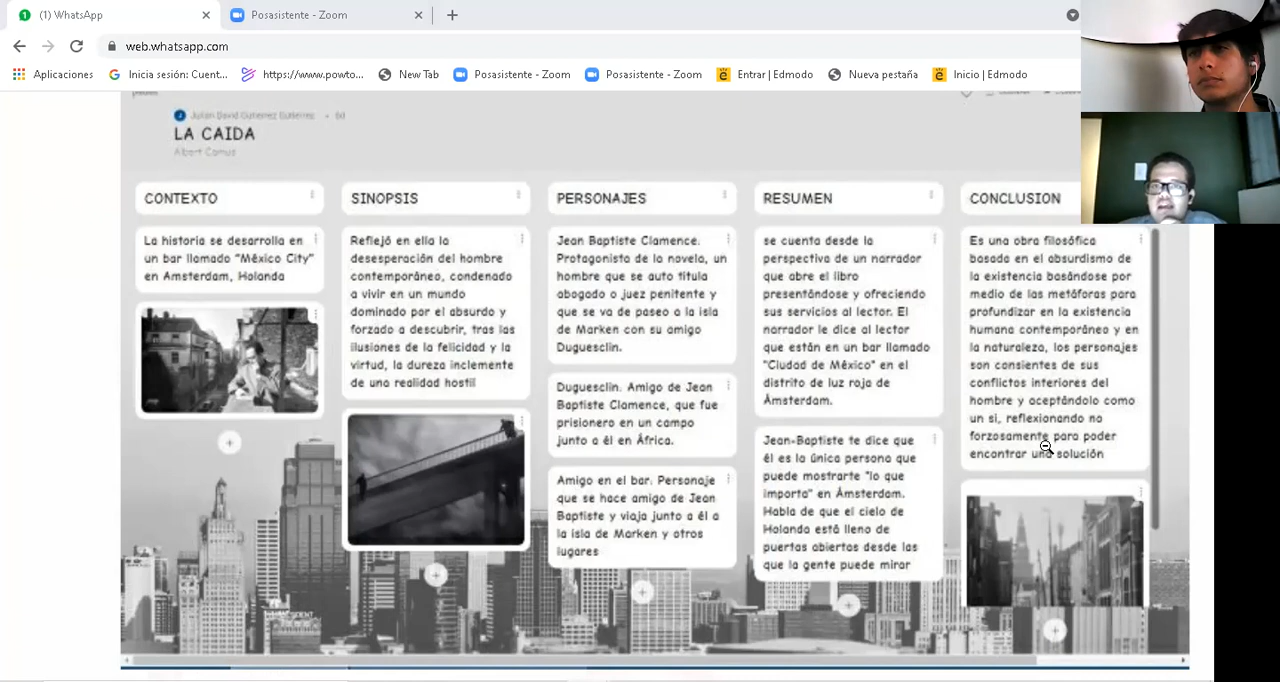 (1) WhatsApp
Posasistente - Zoom
web.whatsapp.com
Aplicaciones
Inicia sesión: Cuent...
https://www.powto...
New Tab
Posasistente - Zoom
Posasistente - Zoom
Entrar | Edmodo
Nueva pestaña
Inicio | Edmodo
Julian David Gutierrez Gutierrez • 6d
LA CAIDA
Albert Camus
CONTEXTO
La historia se desarrolla en
un bar llamado "México City"
en Amsterdam, Holanda
SINOPSIS
Reflejó en ella la
desesperación del hombre
contemporáneo, condenado
a vivir en un mundo
dominado por el absurdo y
forzado a descubrir, tras las
ilusiones de la felicidad y la
virtud, la dureza inclemente
de una realidad hostil
PERSONAJES
Jean Baptiste Clamence.
Protagonista de la novela, un
hombre que se auto titula
abogado o juez penitente y
que se va de paseo a la isla
de Marken con su amigo
Duguesclin.
Duguesclin. Amigo de Jean
Baptiste Clamence, que fue
prisionero en un campo
junto a él en África.
Amigo en el bar. Personaje
que se hace amigo de Jean
Baptiste y viaja junto a él a
la isla de Marken y otros
lugares
RESUMEN
se cuenta desde la
perspectiva de un narrador
que abre el libro
presentándose y ofreciendo
sus servicios al lector. El
narrador le dice al lector
que están en un bar llamado
"Ciudad de México" en el
distrito de luz roja de
Ámsterdam.
Jean-Baptiste te dice que
él es la única persona que
puede mostrarte "lo que
importa" en Ámsterdam.
Habla de que el cielo de
Holanda está lleno de
puertas abiertas desde las
que la gente puede mirar
CONCLUSION
Es una obra filosófica
basada en el absurdismo de
la existencia basándose por
medio de las metáforas para
profundizar en la existencia
humana contemporáneo y en
la naturaleza, los personajes
son consientes de sus
conflictos interiores del
hombre y aceptándolo como
un si, reflexionando no
forzosamente para poder
encontrar una solución